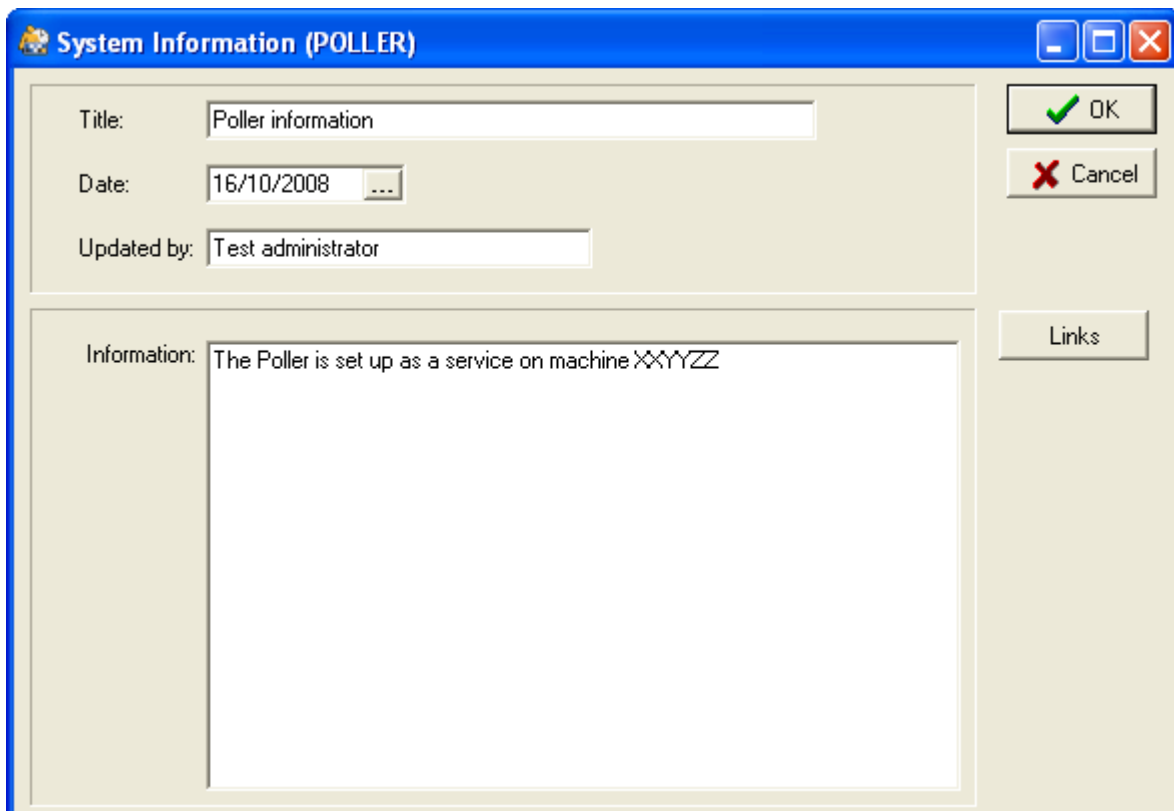 System Information (POLLER)
Title: Poller information
OK
Date: 16/10/2008 ...
Cancel
Updated by: Test administrator
Information: The Poller is set up as a service on machine XXYYZZ
Links